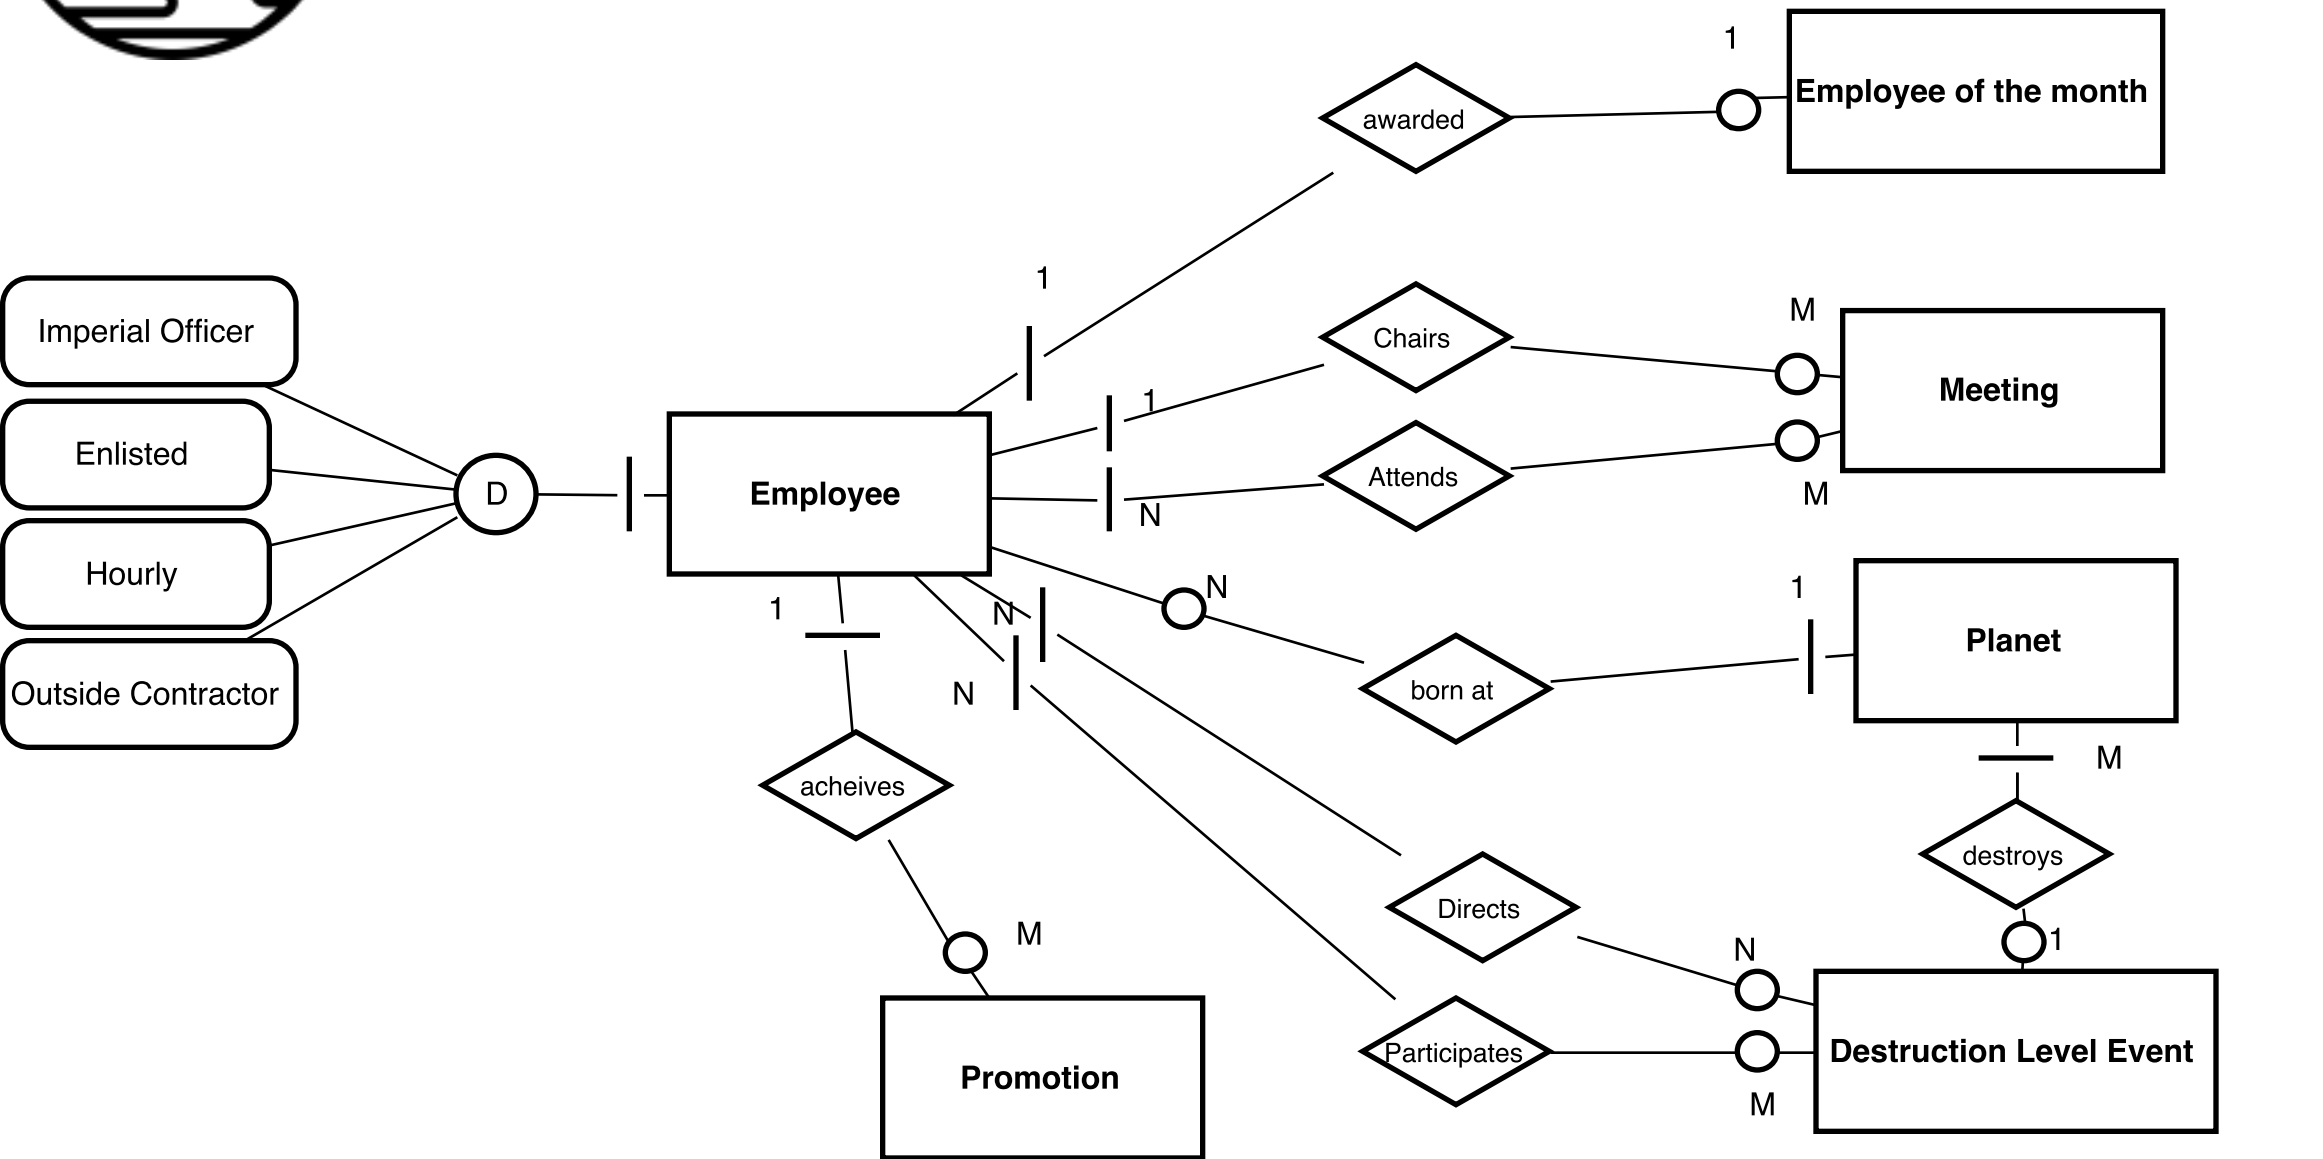 1
Employee of the month
awarded
1
Imperial Officer
Chairs
M
Meeting
1
Enlisted
Attends
M
D
Employee
N
Hourly
N
1
1
N
Planet
Outside Contractor
N
born at
M
acheives
destroys
Directs
M
N
1
Promotion
Participates
Destruction Level Event
M